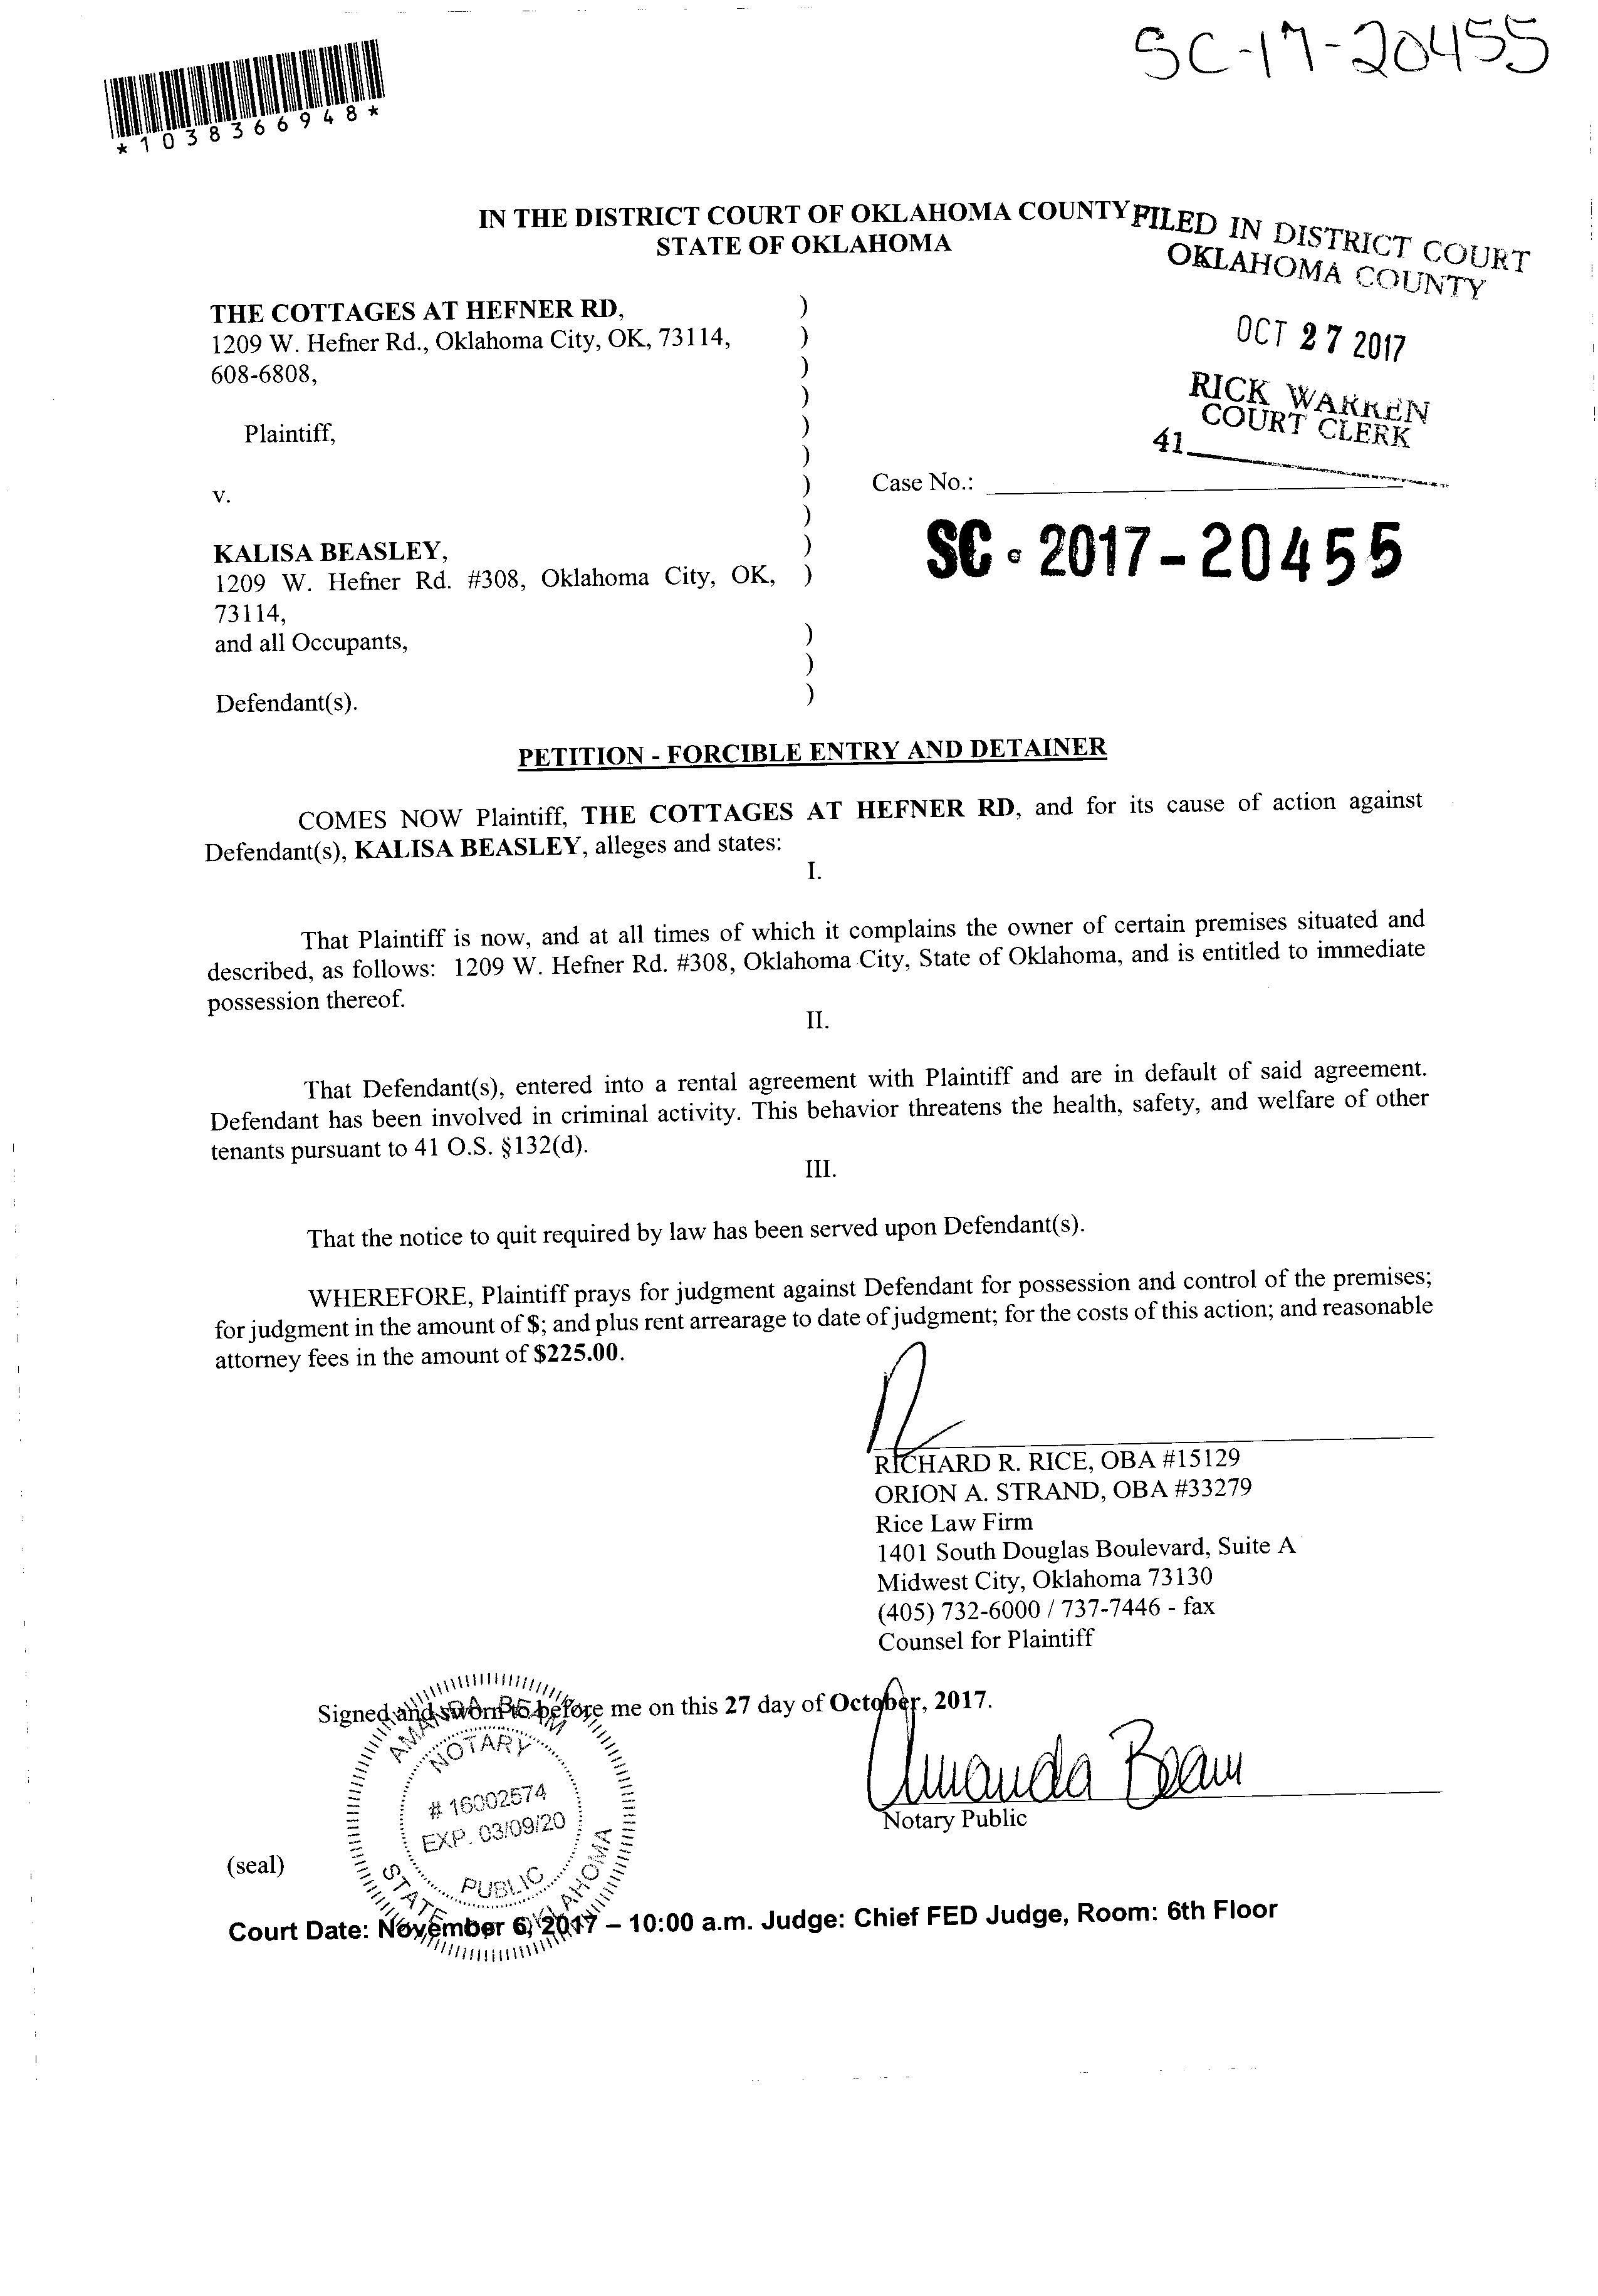 SC-17-20455
*1038366948*
IN THE DISTRICT COURT OF OKLAHOMA COUNTY
STATE OF OKLAHOMA
FILED IN DISTRICT COURT
OKLAHOMA COUNTY
OCT 27 2017
RICK WARREN
COURT CLERK
41
THE COTTAGES AT HEFNER RD, )
1209 W. Hefner Rd., Oklahoma City, OK, 73114, )
608-6808, )
)
Plaintiff, )
)
v. )
)
KALISA BEASLEY, )
1209 W. Hefner Rd. #308, Oklahoma City, OK, )
73114,
and all Occupants, )
)
Defendant(s). )
Case No.:
SC-2017-20455
PETITION - FORCIBLE ENTRY AND DETAINER
COMES NOW Plaintiff, THE COTTAGES AT HEFNER RD, and for its cause of action against
Defendant(s), KALISA BEASLEY, alleges and states:
I.
That Plaintiff is now, and at all times of which it complains the owner of certain premises situated and
described, as follows: 1209 W. Hefner Rd. #308, Oklahoma City, State of Oklahoma, and is entitled to immediate
possession thereof.
II.
That Defendant(s), entered into a rental agreement with Plaintiff and are in default of said agreement.
Defendant has been involved in criminal activity. This behavior threatens the health, safety, and welfare of other
tenants pursuant to 41 O.S. §132(d).
III.
That the notice to quit required by law has been served upon Defendant(s).
WHEREFORE, Plaintiff prays for judgment against Defendant for possession and control of the premises;
for judgment in the amount of $; and plus rent arrearage to date of judgment; for the costs of this action; and reasonable
attorney fees in the amount of $225.00.
RICHARD R. RICE, OBA #15129
ORION A. STRAND, OBA #33279
Rice Law Firm
1401 South Douglas Boulevard, Suite A
Midwest City, Oklahoma 73130
(405) 732-6000 / 737-7446 - fax
Counsel for Plaintiff
Signed and sworn to before me on this 27 day of October, 2017.
Amanda Beam
Notary Public
AMANDA BEAM
NOTARY
# 16002574
EXP. 03/09/20
PUBLIC
STATE OF OKLAHOMA
(seal)
Court Date: November 6, 2017 – 10:00 a.m. Judge: Chief FED Judge, Room: 6th Floor